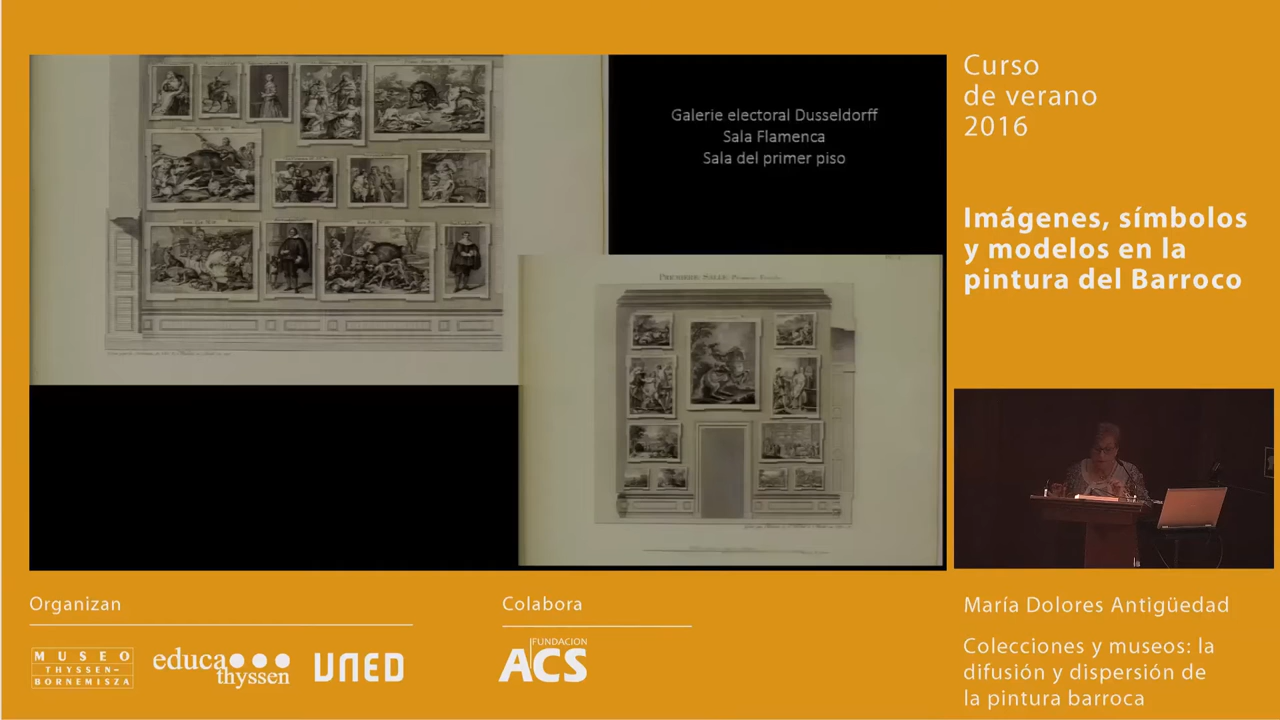 Galerie electoral Dusseldorff
Sala Flamenca
Sala del primer piso
PREMIERE SALLE
Curso
de verano
2016
Imágenes, símbolos
y modelos en la
pintura del Barroco
Organizan
MUSEO
THYSSEN-
BORNEMISZA
educa
thyssen
UNED
Colabora
FUNDACION
ACS
María Dolores Antigüedad
Colecciones y museos: la
difusión y dispersión de
la pintura barroca